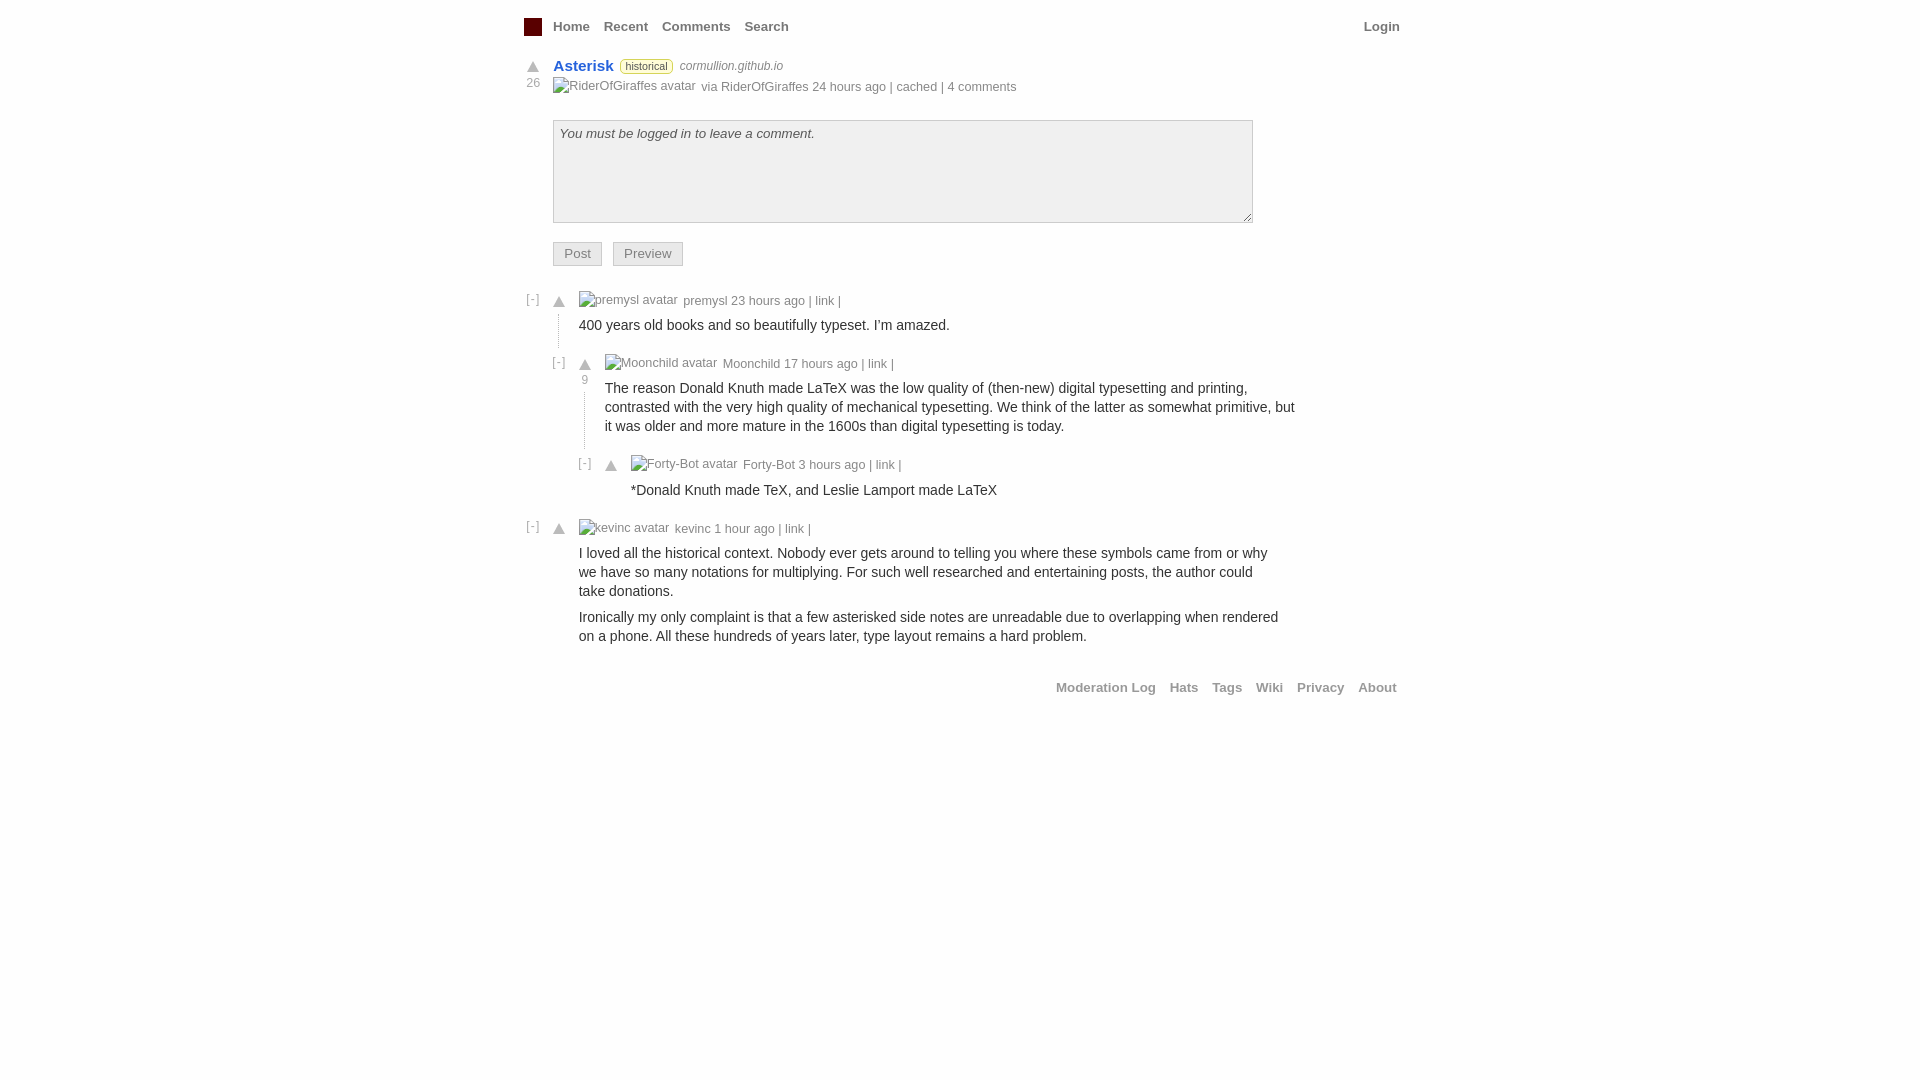 Home Recent Comments Search Login
Asterisk historical cormullion.github.io
26
RiderOfGiraffes avatar via RiderOfGiraffes 24 hours ago | cached | 4 comments
You must be logged in to leave a comment.
Post Preview
[-] premysl avatar premysl 23 hours ago | link |
400 years old books and so beautifully typeset. I’m amazed.
[-] Moonchild avatar Moonchild 17 hours ago | link |
9
The reason Donald Knuth made LaTeX was the low quality of (then-new) digital typesetting and printing,
contrasted with the very high quality of mechanical typesetting. We think of the latter as somewhat primitive, but
it was older and more mature in the 1600s than digital typesetting is today.
[-] Forty-Bot avatar Forty-Bot 3 hours ago | link |
*Donald Knuth made TeX, and Leslie Lamport made LaTeX
[-] kevinc avatar kevinc 1 hour ago | link |
I loved all the historical context. Nobody ever gets around to telling you where these symbols came from or why
we have so many notations for multiplying. For such well researched and entertaining posts, the author could
take donations.
Ironically my only complaint is that a few asterisked side notes are unreadable due to overlapping when rendered
on a phone. All these hundreds of years later, type layout remains a hard problem.
Moderation Log Hats Tags Wiki Privacy About